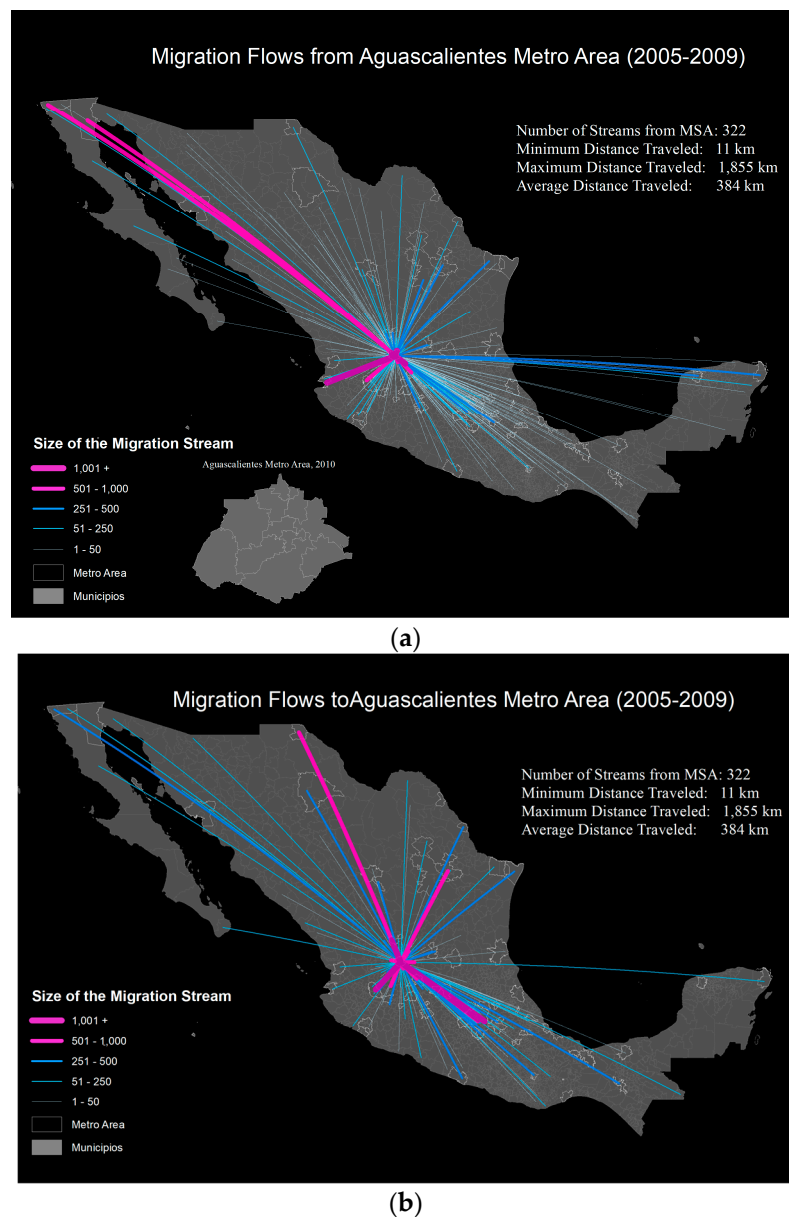 Migration Flows from Aguascalientes Metro Area (2005-2009)
Number of Streams from MSA: 322
Minimum Distance Traveled: 11 km
Maximum Distance Traveled: 1,855 km
Average Distance Traveled: 384 km
Size of the Migration Stream
1,001 +
501 - 1,000
251 - 500
51 - 250
1 - 50
Metro Area
Municipios
Aguascalientes Metro Area, 2010
(a)
Migration Flows toAguascalientes Metro Area (2005-2009)
Number of Streams from MSA: 322
Minimum Distance Traveled: 11 km
Maximum Distance Traveled: 1,855 km
Average Distance Traveled: 384 km
Size of the Migration Stream
1,001 +
501 - 1,000
251 - 500
51 - 250
1 - 50
Metro Area
Municipios
(b)